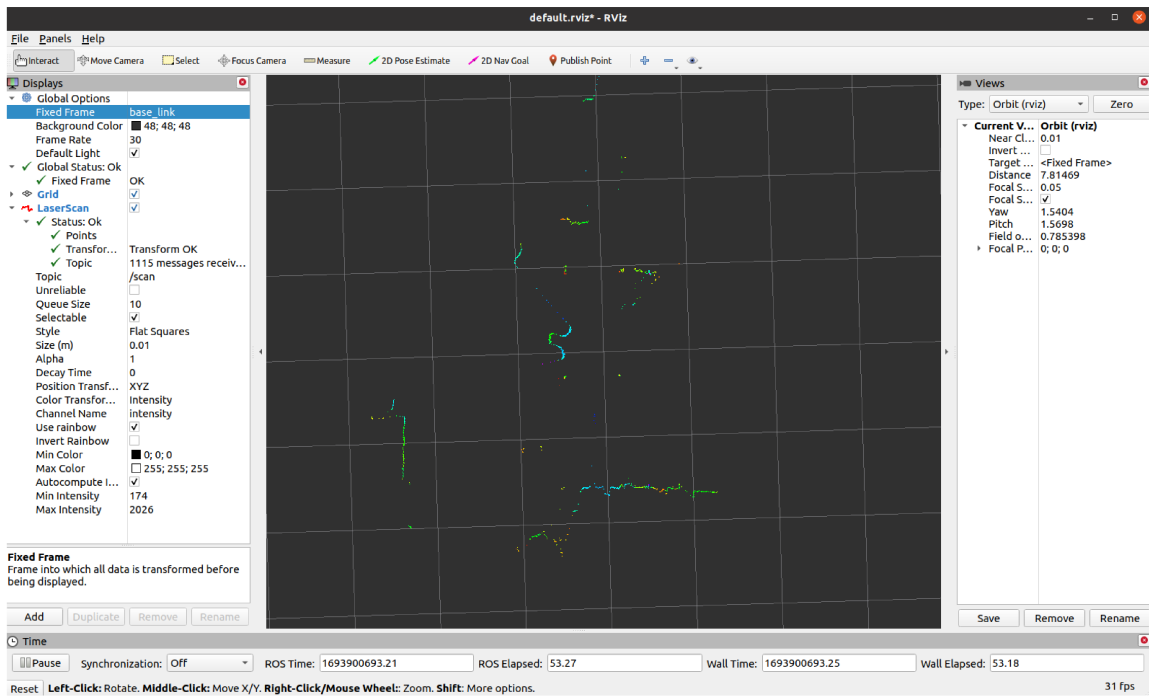 default.rviz* - RViz
File Panels Help
Interact Move Camera Select Focus Camera Measure 2D Pose Estimate 2D Nav Goal Publish Point
Displays
Global Options
Fixed Frame base_link
Background Color 48; 48; 48
Frame Rate 30
Default Light
Global Status: Ok
Fixed Frame OK
Grid
LaserScan
Status: Ok
Points
Transfor... Transform OK
Topic 1115 messages receiv...
Topic /scan
Unreliable
Queue Size 10
Selectable
Style Flat Squares
Size (m) 0.01
Alpha 1
Decay Time 0
Position Transf... XYZ
Color Transfor... Intensity
Channel Name intensity
Use rainbow
Invert Rainbow
Min Color 0; 0; 0
Max Color 255; 255; 255
Autocompute I...
Min Intensity 174
Max Intensity 2026
Fixed Frame
Frame into which all data is transformed before
being displayed.
Add Duplicate Remove Rename
Views
Type: Orbit (rviz) Zero
Current V... Orbit (rviz)
Near Cl... 0.01
Invert ...
Target ... <Fixed Frame>
Distance 7.81469
Focal S... 0.05
Focal S...
Yaw 1.5404
Pitch 1.5698
Field o... 0.785398
Focal P... 0; 0; 0
Save Remove Rename
Time
Pause Synchronization: Off ROS Time: 1693900693.21 ROS Elapsed: 53.27 Wall Time: 1693900693.25 Wall Elapsed: 53.18
Reset Left-Click: Rotate. Middle-Click: Move X/Y. Right-Click/Mouse Wheel:: Zoom. Shift: More options. 31 fps